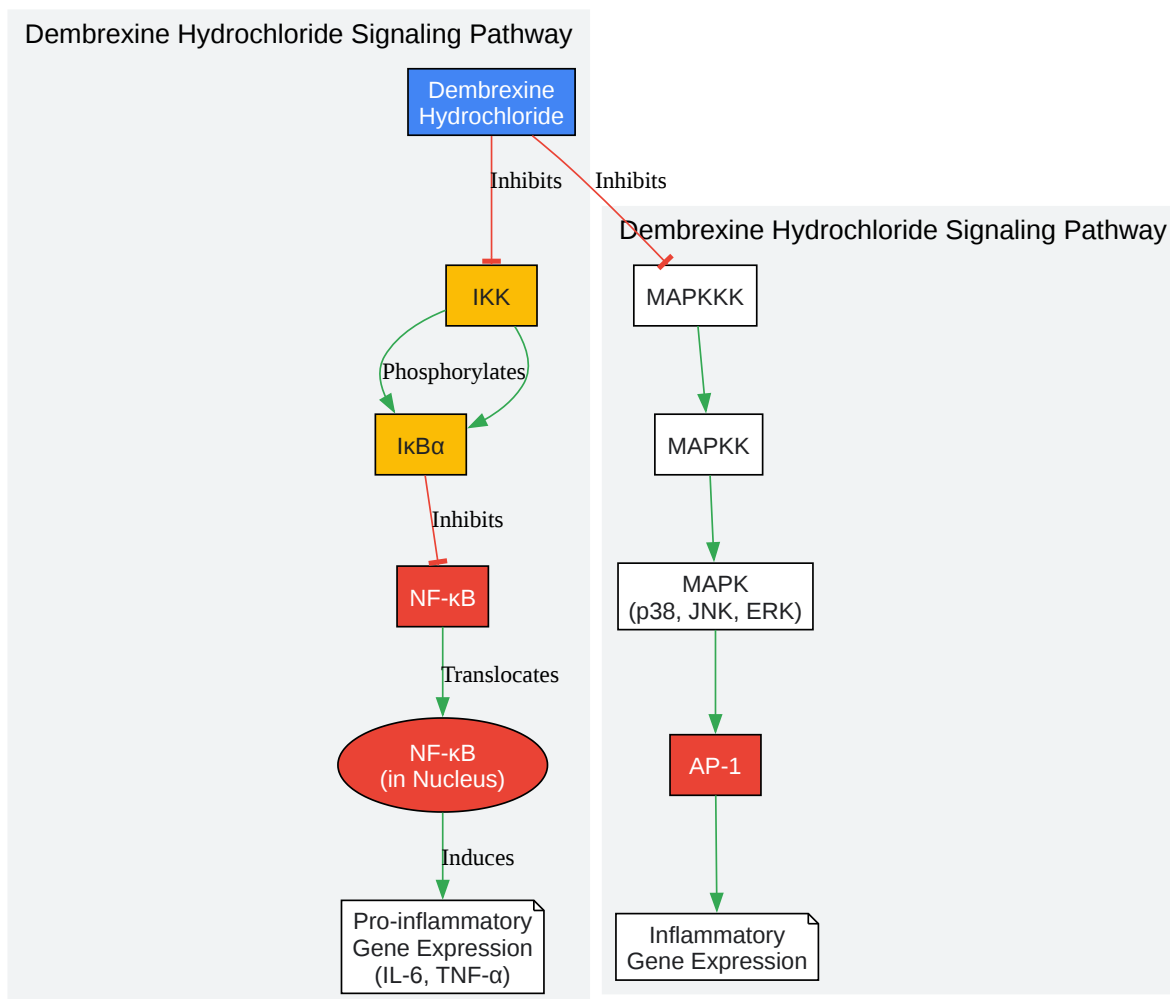 Dembrexine Hydrochloride Signaling Pathway
Dembrexine
Hydrochloride
Inhibits
Inhibits
Dembrexine Hydrochloride Signaling Pathway
IKK
MAPKKK
Phosphorylates
IκBα
MAPKK
Inhibits
NF-κB
MAPK
(p38, JNK, ERK)
Translocates
NF-κB
(in Nucleus)
AP-1
Induces
Pro-inflammatory
Gene Expression
(IL-6, TNF-α)
Inflammatory
Gene Expression